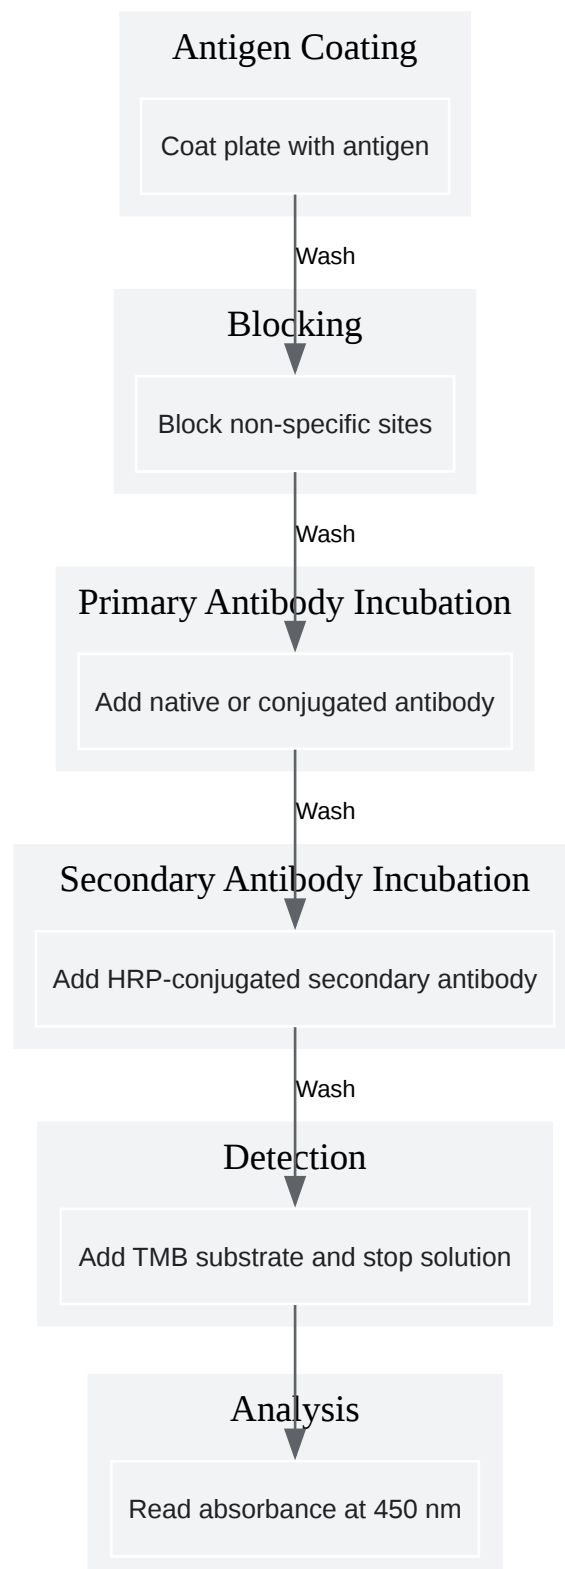 Antigen Coating
Coat plate with antigen
Wash
Blocking
Block non-specific sites
Wash
Primary Antibody Incubation
Add native or conjugated antibody
Wash
Secondary Antibody Incubation
Add HRP-conjugated secondary antibody
Wash
Detection
Add TMB substrate and stop solution
Analysis
Read absorbance at 450 nm